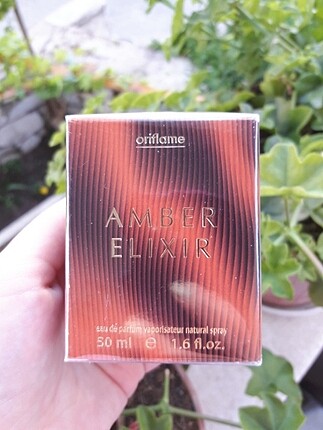 oriflame
AMBER
ELIXIR
eau de parfum vaporisateur natural spray
50 ml ℮ 1.6 fl.oz.